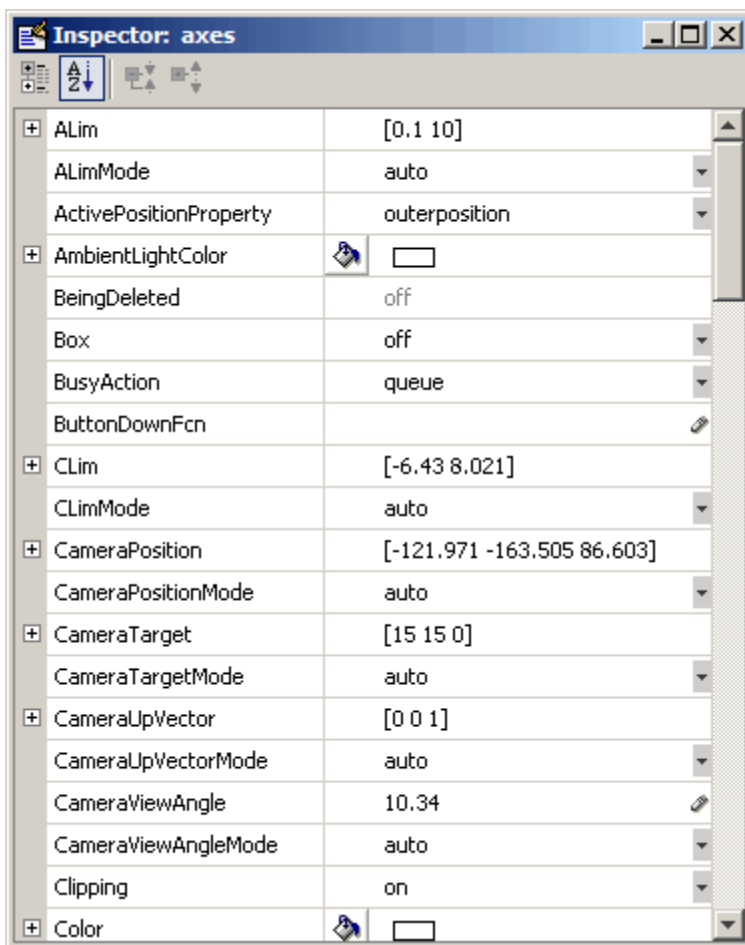 Inspector: axes
A
Z
ALim [0.1 10]
ALimMode auto
ActivePositionProperty outerposition
AmbientLightColor
BeingDeleted off
Box off
BusyAction queue
ButtonDownFcn
CLim [-6.43 8.021]
CLimMode auto
CameraPosition [-121.971 -163.505 86.603]
CameraPositionMode auto
CameraTarget [15 15 0]
CameraTargetMode auto
CameraUpVector [0 0 1]
CameraUpVectorMode auto
CameraViewAngle 10.34
CameraViewAngleMode auto
Clipping on
Color